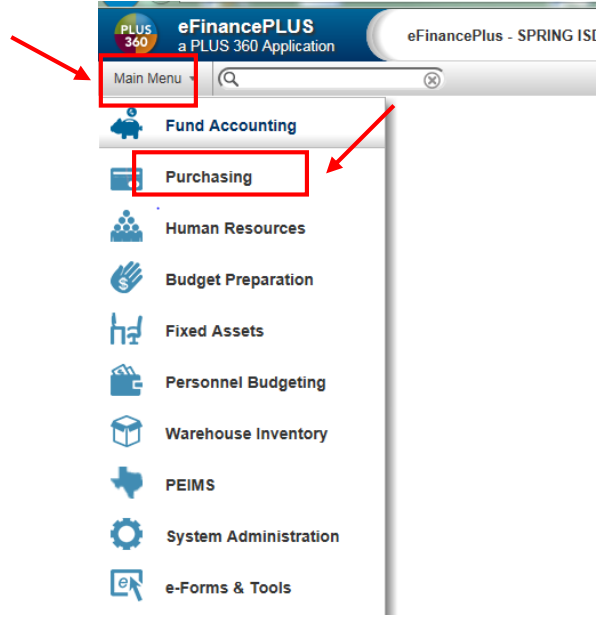 PLUS
360
eFinancePLUS
a PLUS 360 Application
eFinancePlus - SPRING ISD
Main Menu
Fund Accounting
Purchasing
Human Resources
Budget Preparation
Fixed Assets
Personnel Budgeting
Warehouse Inventory
PEIMS
System Administration
e-Forms & Tools